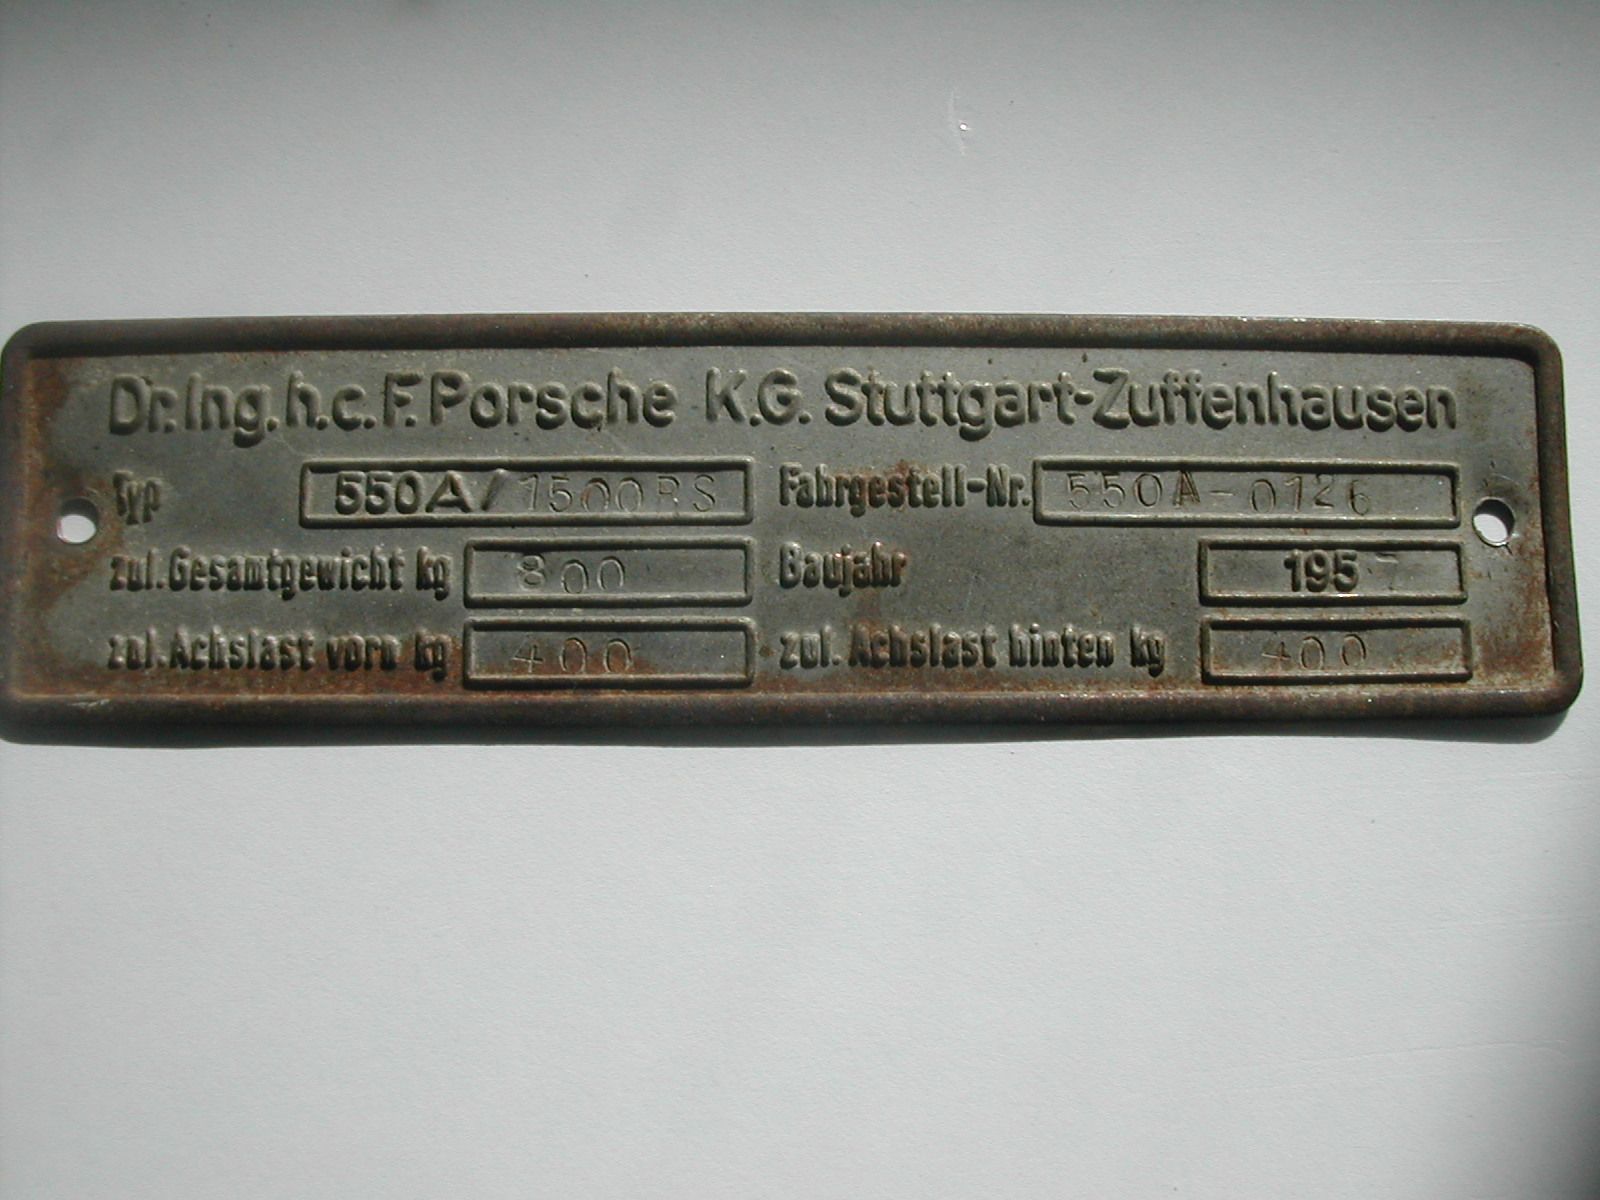 Dr. Ing. h.c. F. Porsche K.G. Stuttgart-Zuffenhausen
Typ 550A/1500RS Fahrgestell-Nr. 550A-0126
zul. Gesamtgewicht kg 800 Baujahr 1957
zul. Achslast vorn kg 400 zul. Achslast hinten kg 400